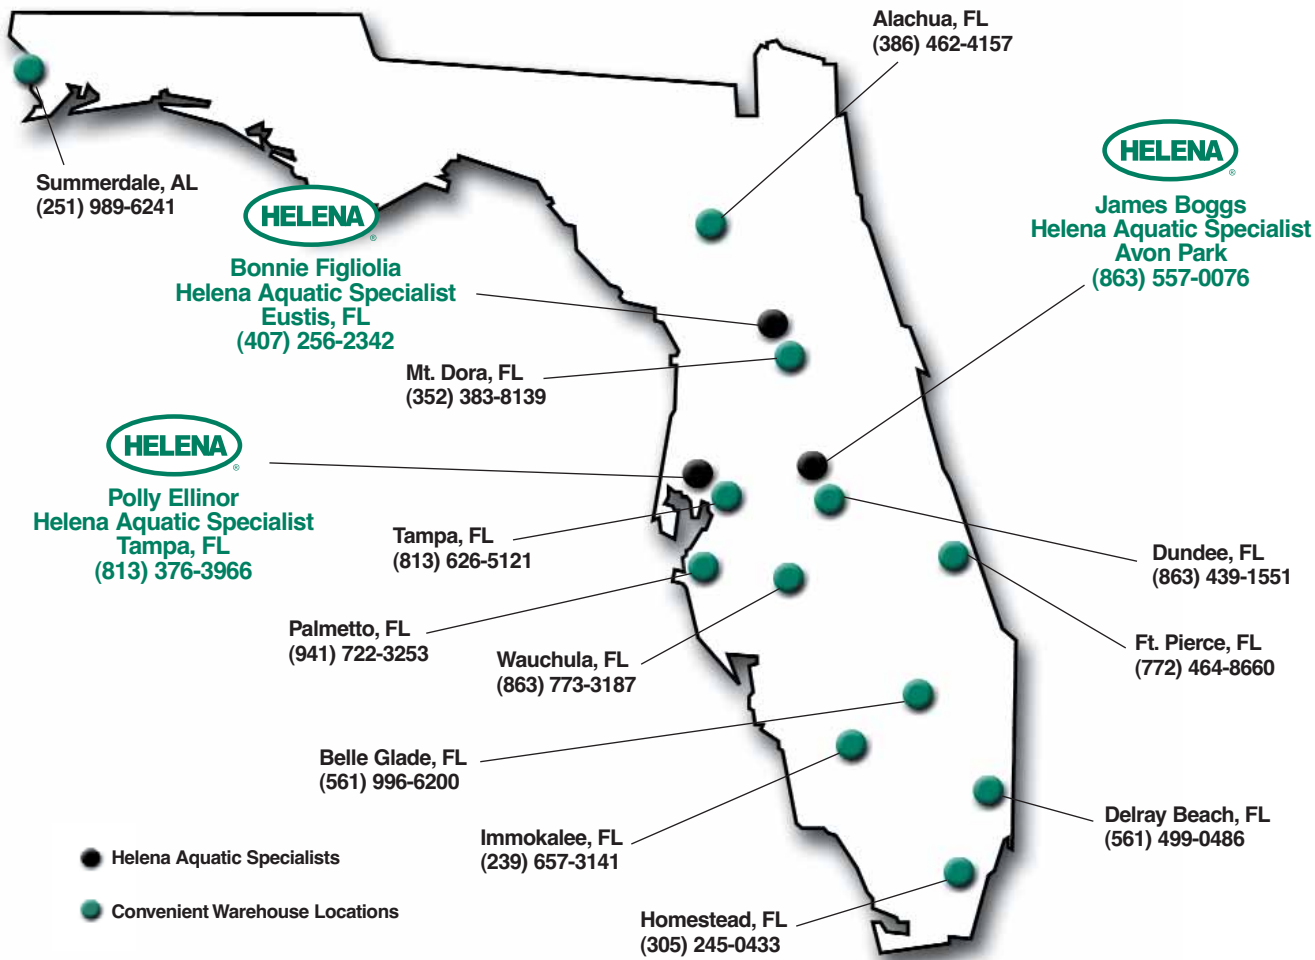 Alachua, FL
(386) 462-4157
Summerdale, AL
(251) 989-6241
HELENA
®
Bonnie Figliolia
Helena Aquatic Specialist
Eustis, FL
(407) 256-2342
HELENA
®
James Boggs
Helena Aquatic Specialist
Avon Park
(863) 557-0076
Mt. Dora, FL
(352) 383-8139
HELENA
®
Polly Ellinor
Helena Aquatic Specialist
Tampa, FL
(813) 376-3966
Tampa, FL
(813) 626-5121
Dundee, FL
(863) 439-1551
Palmetto, FL
(941) 722-3253
Wauchula, FL
(863) 773-3187
Ft. Pierce, FL
(772) 464-8660
Belle Glade, FL
(561) 996-6200
Immokalee, FL
(239) 657-3141
Delray Beach, FL
(561) 499-0486
Homestead, FL
(305) 245-0433
Helena Aquatic Specialists
Convenient Warehouse Locations